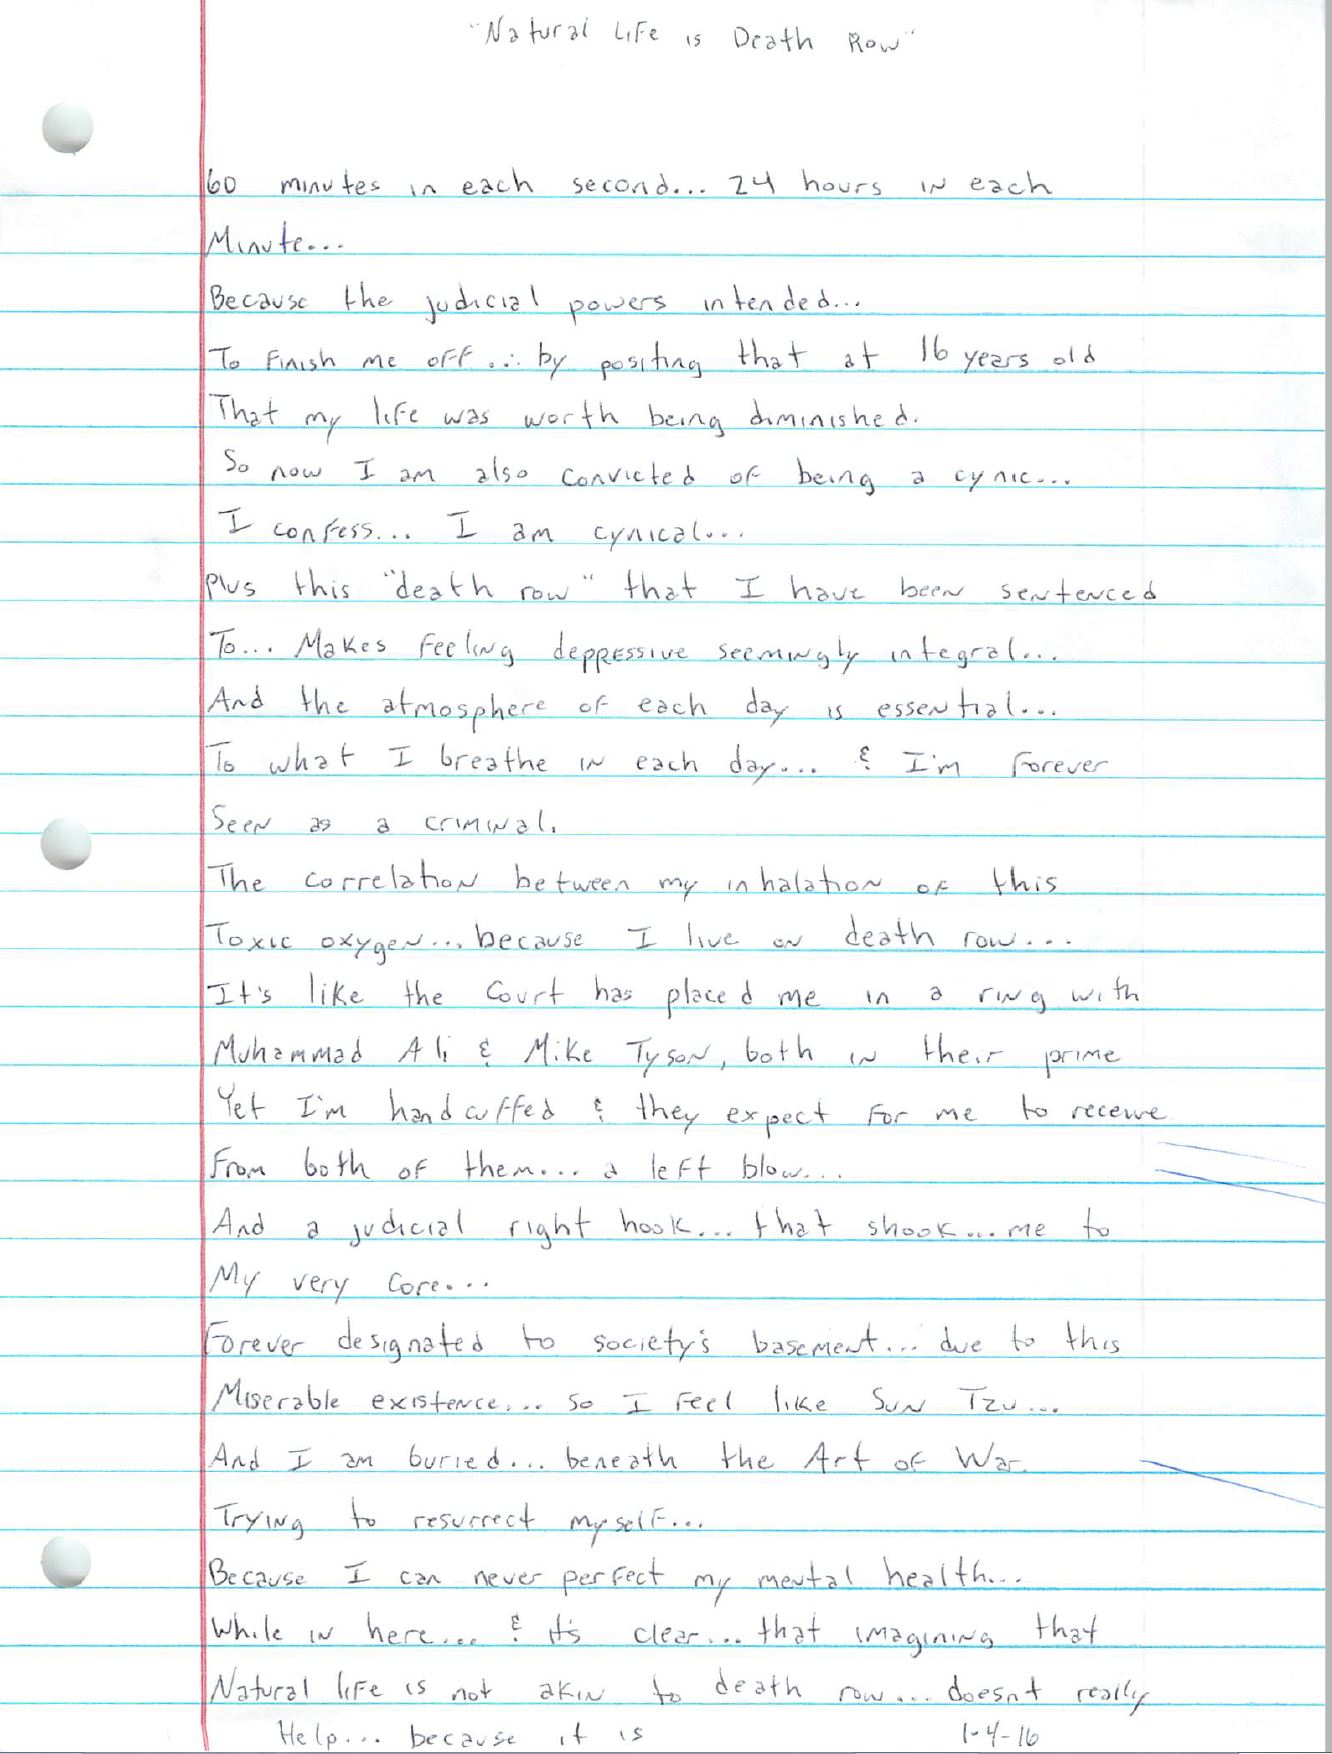 "Natural Life is Death Row"
60 minutes in each second... 24 hours in each
Minute...
Because the judicial powers intended...
To Finish me off... by positing that at 16 years old
That my life was worth being diminished.
So now I am also convicted of being a cynic...
I confess... I am cynical...
Plus this "death row" that I have been sentenced
To... Makes feeling depressive seemingly integral...
And the atmosphere of each day is essential...
To what I breathe in each day... & I'm forever
Seen as a criminal.
The correlation between my inhalation of this
Toxic oxygen... because I live on death row...
It's like the Court has placed me in a ring with
Muhammad Ali & Mike Tyson, both in their prime
Yet I'm handcuffed & they expect for me to receive
From both of them... a left blow...
And a judicial right hook... that shook... me to
My very core...
Forever designated to society's basement... due to this
Miserable existence... so I feel like Sun Tzu...
And I am buried... beneath the Art of War.
Trying to resurrect myself...
Because I can never perfect my mental health...
While in here... & it's clear... that imagining that
Natural life is not akin to death row... doesnt really
Help... because it is 1-4-16